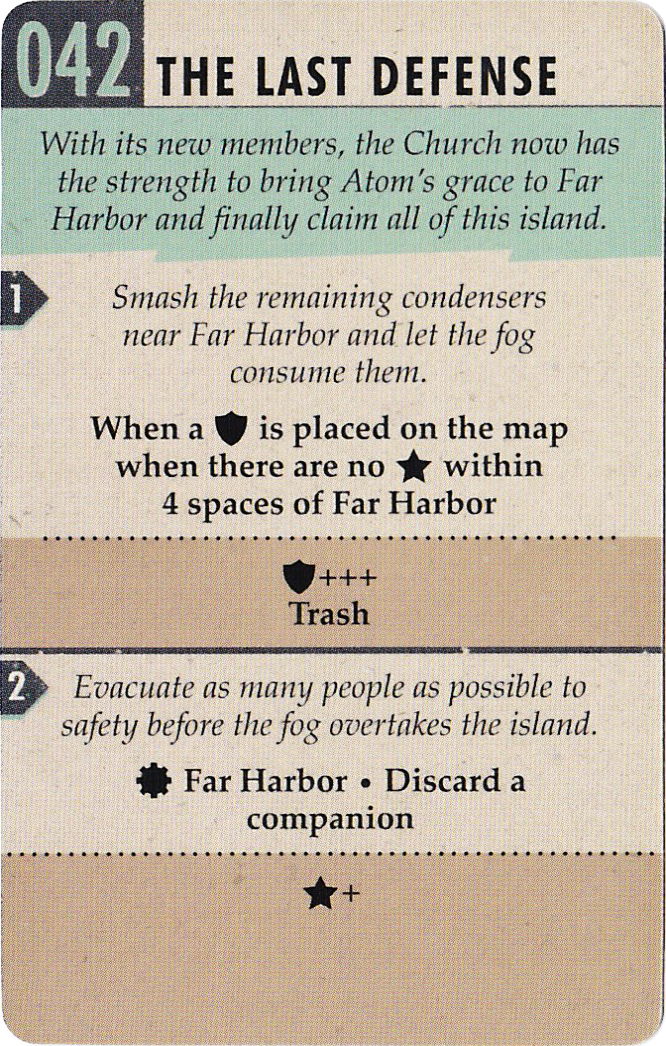 042 THE LAST DEFENSE
With its new members, the Church now has
the strength to bring Atom's grace to Far
Harbor and finally claim all of this island.
1
Smash the remaining condensers
near Far Harbor and let the fog
consume them.
When a is placed on the map
when there are no within
4 spaces of Far Harbor
+++
Trash
2
Evacuate as many people as possible to
safety before the fog overtakes the island.
Far Harbor • Discard a
companion
+